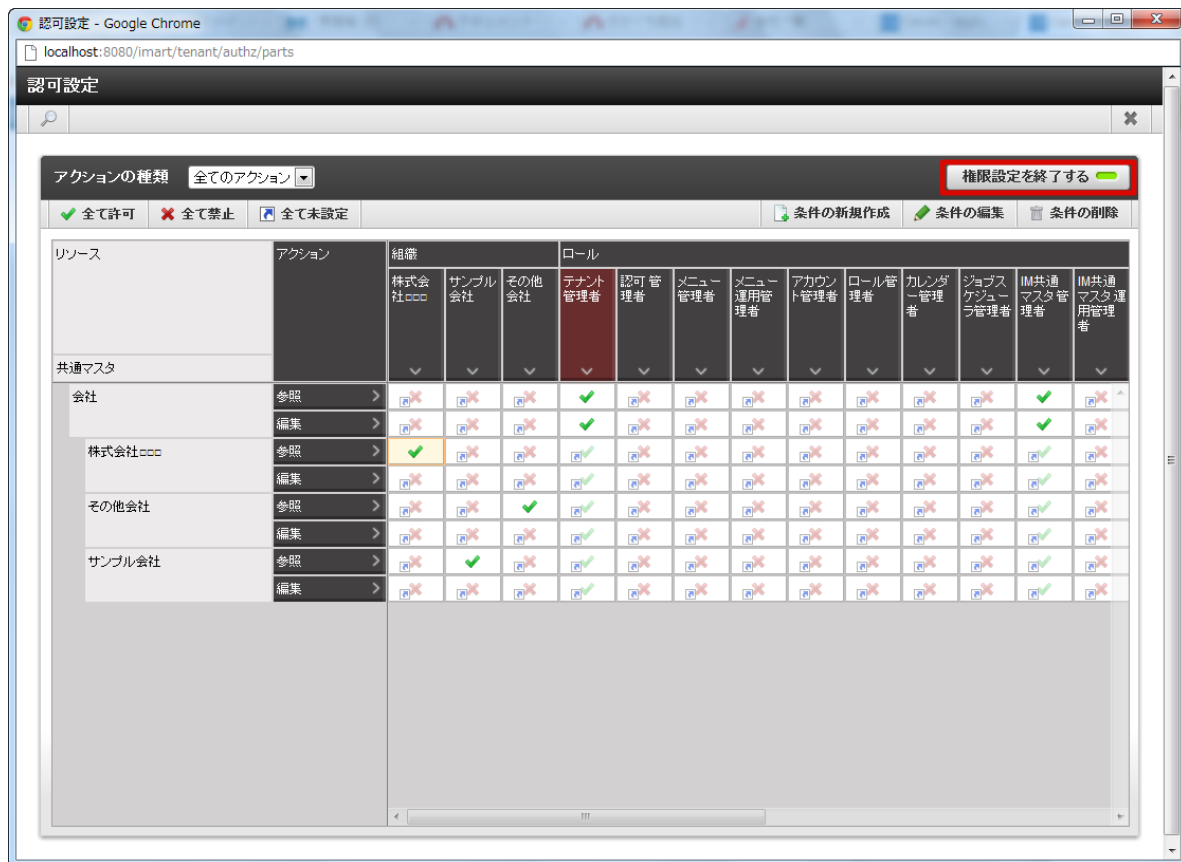 認可設定 - Google Chrome
localhost:8080/imart/tenant/authz/parts
認可設定
アクションの種類 全てのアクション 権限設定を終了する
全て許可 全て禁止 全て未設定 条件の新規作成 条件の編集 条件の削除
リソース アクション 組織 ロール
株式会社□□□ サンプル会社 その他会社 テナント管理者 認可管理者 メニュー管理者 メニュー運用管理者 アカウント管理者 ロール管理者 カレンダー管理者 ジョブスケジューラ管理者 IM共通マスタ管理者 IM共通マスタ運用管理者
共通マスタ
会社 参照
編集
株式会社□□□ 参照
編集
その他会社 参照
編集
サンプル会社 参照
編集